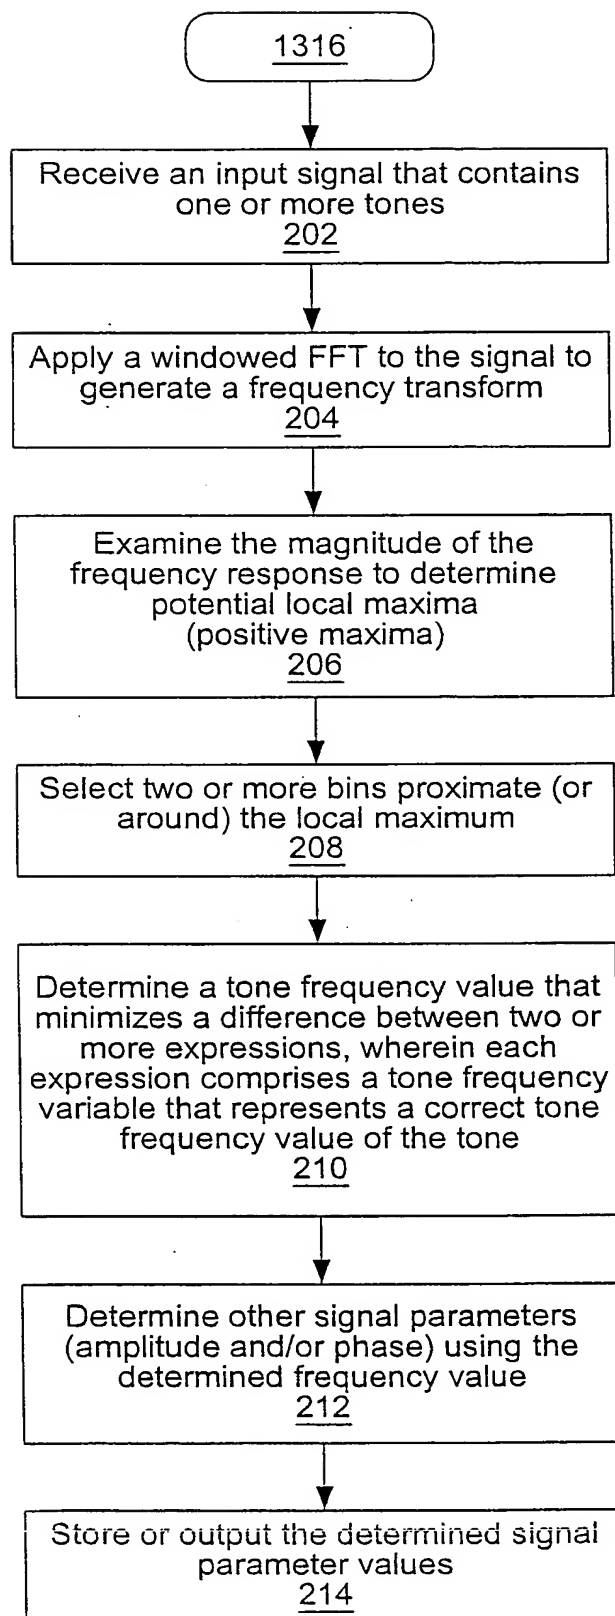 1316
Receive an input signal that contains
one or more tones
202
Apply a windowed FFT to the signal to
generate a frequency transform
204
Examine the magnitude of the
frequency response to determine
potential local maxima
(positive maxima)
206
Select two or more bins proximate (or
around) the local maximum
208
Determine a tone frequency value that
minimizes a difference between two or
more expressions, wherein each
expression comprises a tone frequency
variable that represents a correct tone
frequency value of the tone
210
Determine other signal parameters
(amplitude and/or phase) using the
determined frequency value
212
Store or output the determined signal
parameter values
214